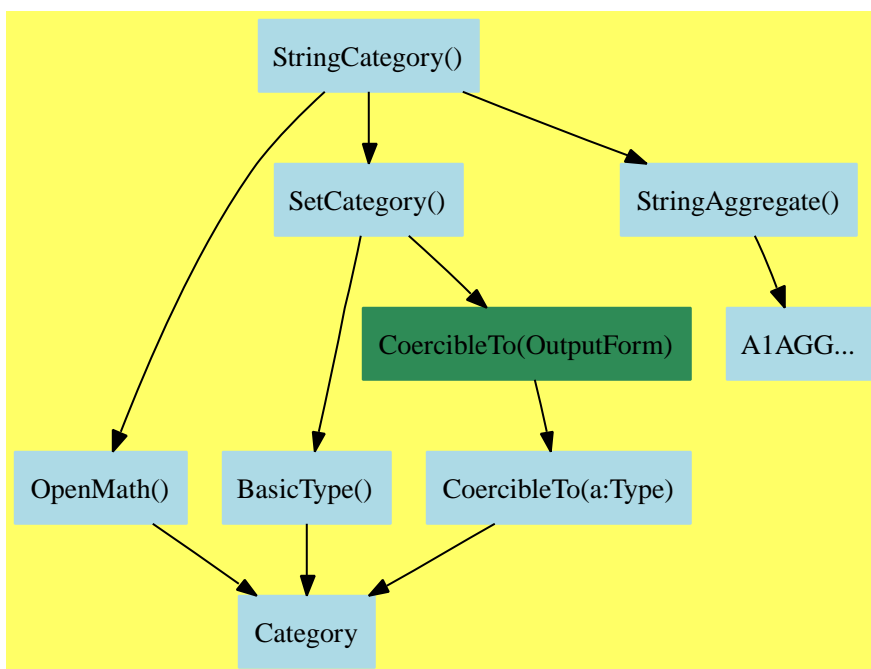 StringCategory()
SetCategory()
StringAggregate()
CoercibleTo(OutputForm)
A1AGG...
OpenMath()
BasicType()
CoercibleTo(a:Type)
Category